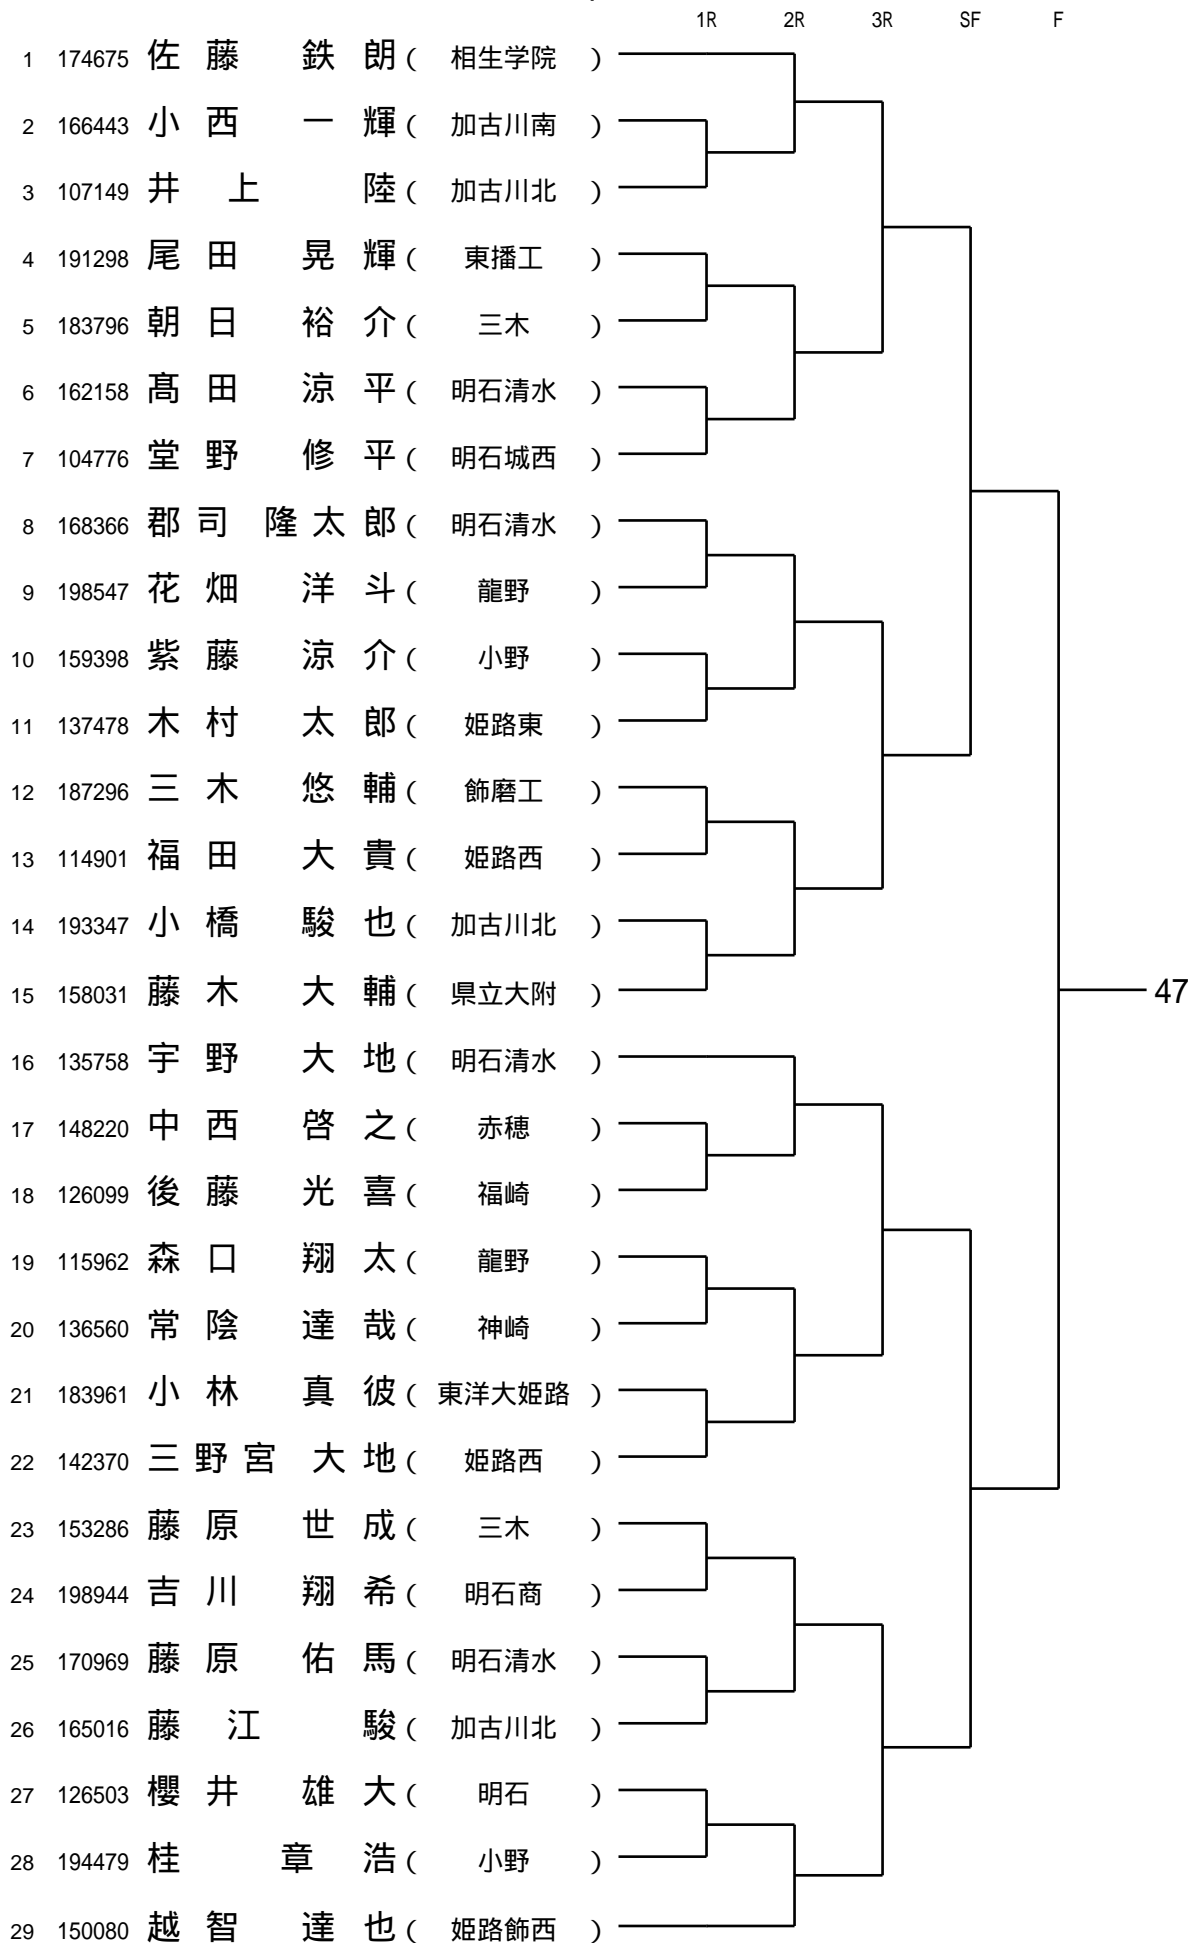 1R 2R 3R SF F
1 174675 佐藤 鉄朗 ( 相生学院 )
2 166443 小西 一輝 ( 加古川南 )
3 107149 井上 陸 ( 加古川北 )
4 191298 尾田 晃輝 ( 東播工 )
5 183796 朝日 裕介 ( 三木 )
6 162158 髙田 涼平 ( 明石清水 )
7 104776 堂野 修平 ( 明石城西 )
8 168366 郡司 隆太郎 ( 明石清水 )
9 198547 花畑 洋斗 ( 龍野 )
10 159398 紫藤 涼介 ( 小野 )
11 137478 木村 太郎 ( 姫路東 )
12 187296 三木 悠輔 ( 飾磨工 )
13 114901 福田 大貴 ( 姫路西 )
14 193347 小橋 駿也 ( 加古川北 )
15 158031 藤木 大輔 ( 県立大附 )
47
16 135758 宇野 大地 ( 明石清水 )
17 148220 中西 啓之 ( 赤穂 )
18 126099 後藤 光喜 ( 福崎 )
19 115962 森口 翔太 ( 龍野 )
20 136560 常陰 達哉 ( 神崎 )
21 183961 小林 真彼 ( 東洋大姫路 )
22 142370 三野宮 大地 ( 姫路西 )
23 153286 藤原 世成 ( 三木 )
24 198944 吉川 翔希 ( 明石商 )
25 170969 藤原 佑馬 ( 明石清水 )
26 165016 藤江 駿 ( 加古川北 )
27 126503 櫻井 雄大 ( 明石 )
28 194479 桂 章浩 ( 小野 )
29 150080 越智 達也 ( 姫路飾西 )